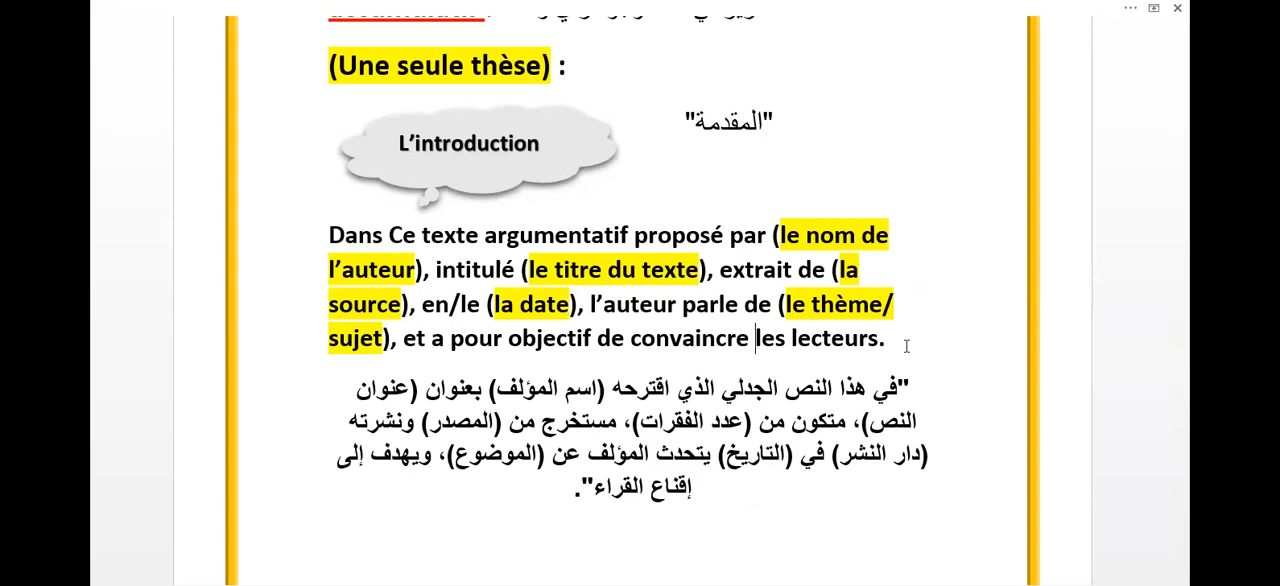 (Une seule thèse) :
L’introduction
"المقدمة"
Dans Ce texte argumentatif proposé par (le nom de
l’auteur), intitulé (le titre du texte), extrait de (la
source), en/le (la date), l’auteur parle de (le thème/
sujet), et a pour objectif de convaincre les lecteurs.
"في هذا النص الجدلي الذي اقترحه (اسم المؤلف) بعنوان (عنوان
النص)، متكون من (عدد الفقرات)، مستخرج من (المصدر) ونشرته
(دار النشر) في (التاريخ) يتحدث المؤلف عن (الموضوع)، ويهدف إلى
إقناع القراء".